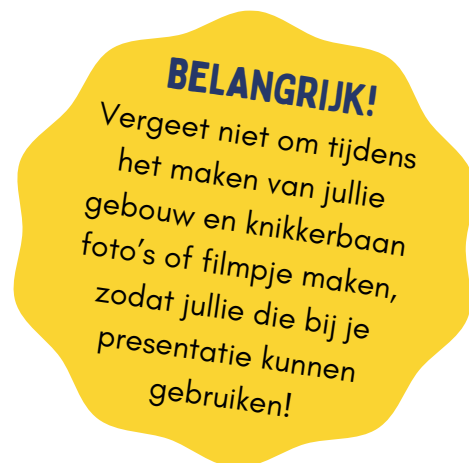 BELANGRIJK!
Vergeet niet om tijdens
het maken van jullie
gebouw en knikkerbaan
foto's of filmpje maken,
zodat jullie die bij je
presentatie kunnen
gebruiken!